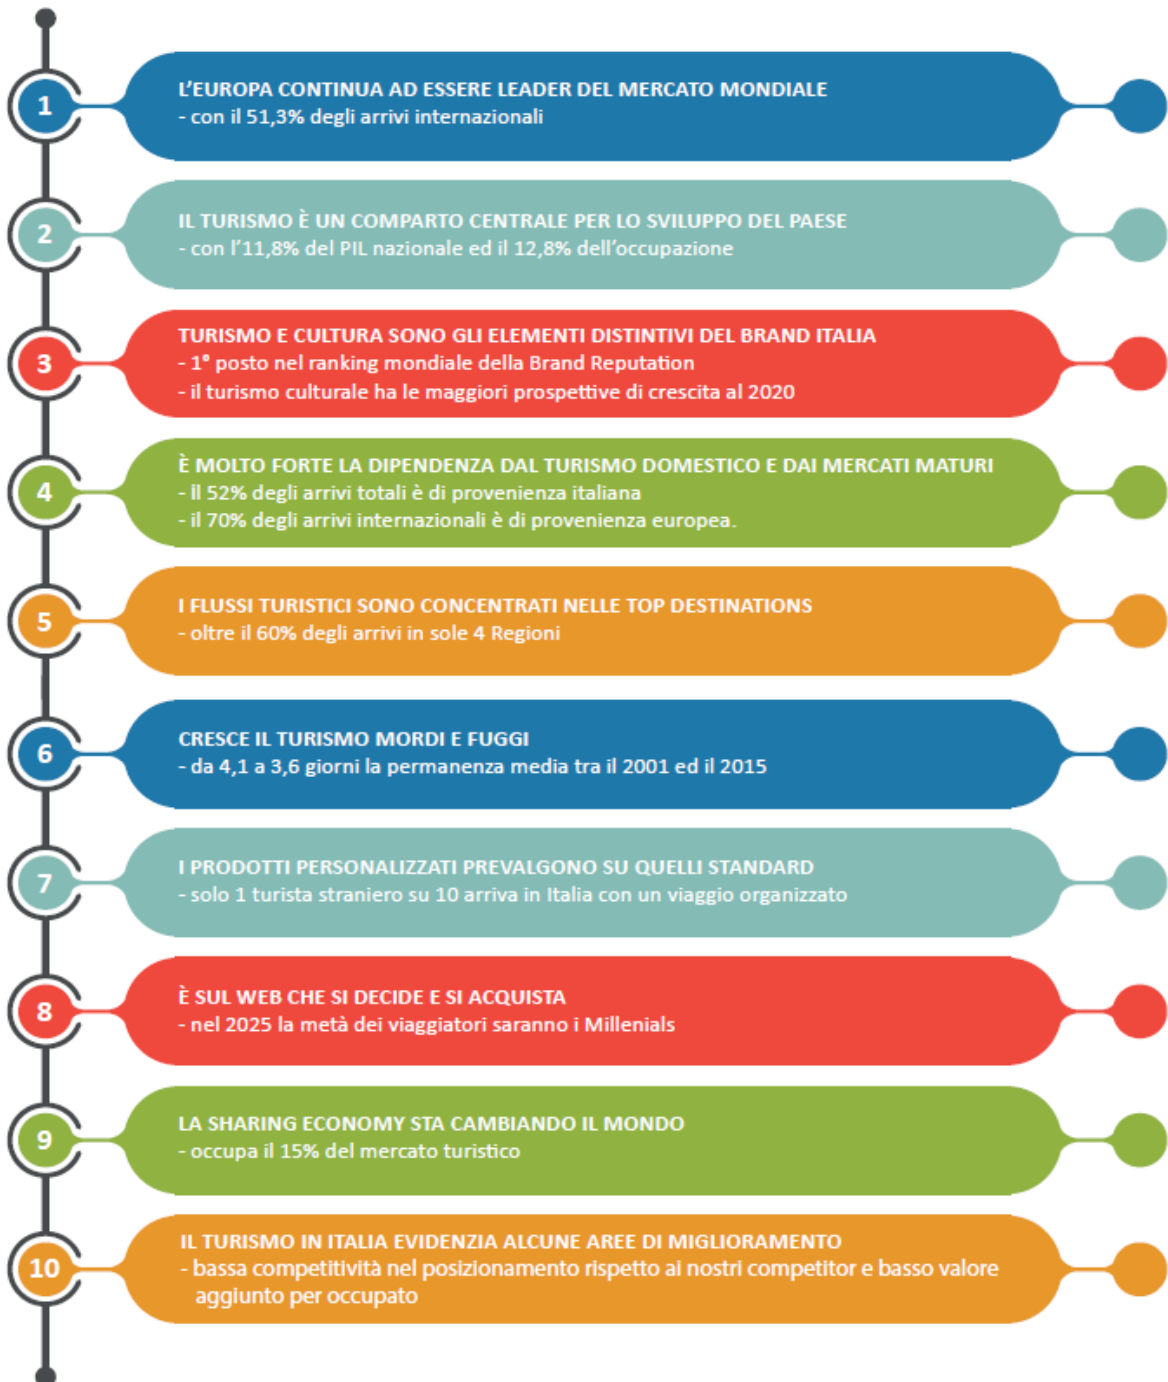 1
L'EUROPA CONTINUA AD ESSERE LEADER DEL MERCATO MONDIALE
- con il 51,3% degli arrivi internazionali
2
IL TURISMO È UN COMPARTO CENTRALE PER LO SVILUPPO DEL PAESE
- con l'11,8% del PIL nazionale ed il 12,8% dell'occupazione
3
TURISMO E CULTURA SONO GLI ELEMENTI DISTINTIVI DEL BRAND ITALIA
- 1° posto nel ranking mondiale della Brand Reputation
- il turismo culturale ha le maggiori prospettive di crescita al 2020
4
È MOLTO FORTE LA DIPENDENZA DAL TURISMO DOMESTICO E DAI MERCATI MATURI
- il 52% degli arrivi totali è di provenienza italiana
- il 70% degli arrivi internazionali è di provenienza europea.
5
I FLUSSI TURISTICI SONO CONCENTRATI NELLE TOP DESTINATIONS
- oltre il 60% degli arrivi in sole 4 Regioni
6
CRESCE IL TURISMO MORDI E FUGGI
- da 4,1 a 3,6 giorni la permanenza media tra il 2001 ed il 2015
7
I PRODOTTI PERSONALIZZATI PREVALGONO SU QUELLI STANDARD
- solo 1 turista straniero su 10 arriva in Italia con un viaggio organizzato
8
È SUL WEB CHE SI DECIDE E SI ACQUISTA
- nel 2025 la metà dei viaggiatori saranno i Millenials
9
LA SHARING ECONOMY STA CAMBIANDO IL MONDO
- occupa il 15% del mercato turistico
10
IL TURISMO IN ITALIA EVIDENZIA ALCUNE AREE DI MIGLIORAMENTO
- bassa competitività nel posizionamento rispetto ai nostri competitor e basso valore
aggiunto per occupato